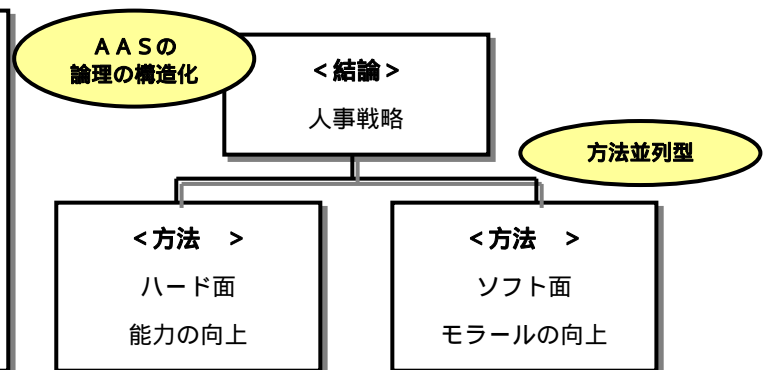 ＡＡＳの
論理の構造化
＜結論＞
人事戦略
方法並列型
＜方法　＞
ハード面
能力の向上
＜方法　＞
ソフト面
モラールの向上